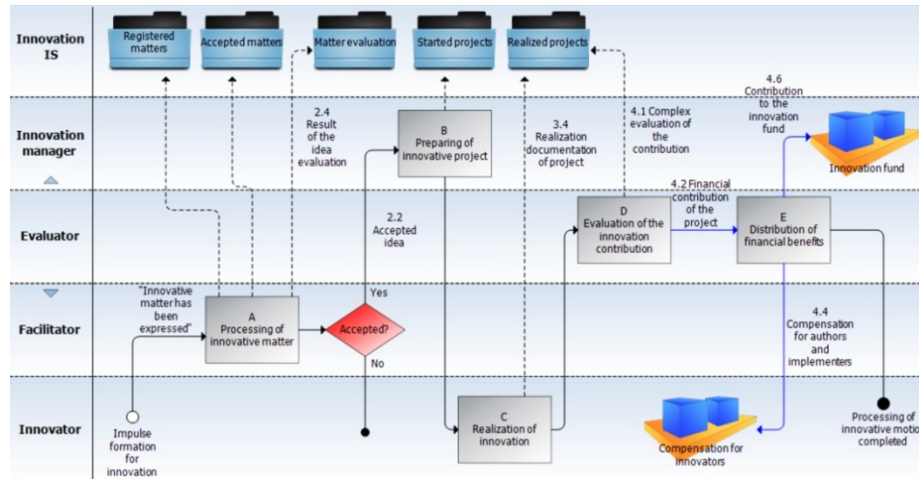 Innovation
IS
Registered
matters
Accepted matters
Matter evaluation
Started projects
Realized projects
Innovation
manager
2.4
Result
of the
idea
evaluation
B
Preparing of
innovative project
3.4
Realization
documentation
of project
4.1 Complex
evaluation of
the
contribution
4.6
Contribution
to the
innovation
fund
Innovation fund
Evaluator
2.2
Accepted
idea
D
Evaluation of the
innovation
contribution
4.2 Financial
contribution
of the
project
E
Distribution of
financial benefits
Facilitator
"Innovative
matter has
been
expressed"
A
Processing of
innovative matter
Accepted?
Yes
No
4.4
Compensation
for authors
and
implementers
Innovator
Impulse
formation
for
innovation
C
Realization of
innovation
Compensation for
innovators
Processing of
innovative motion
completed